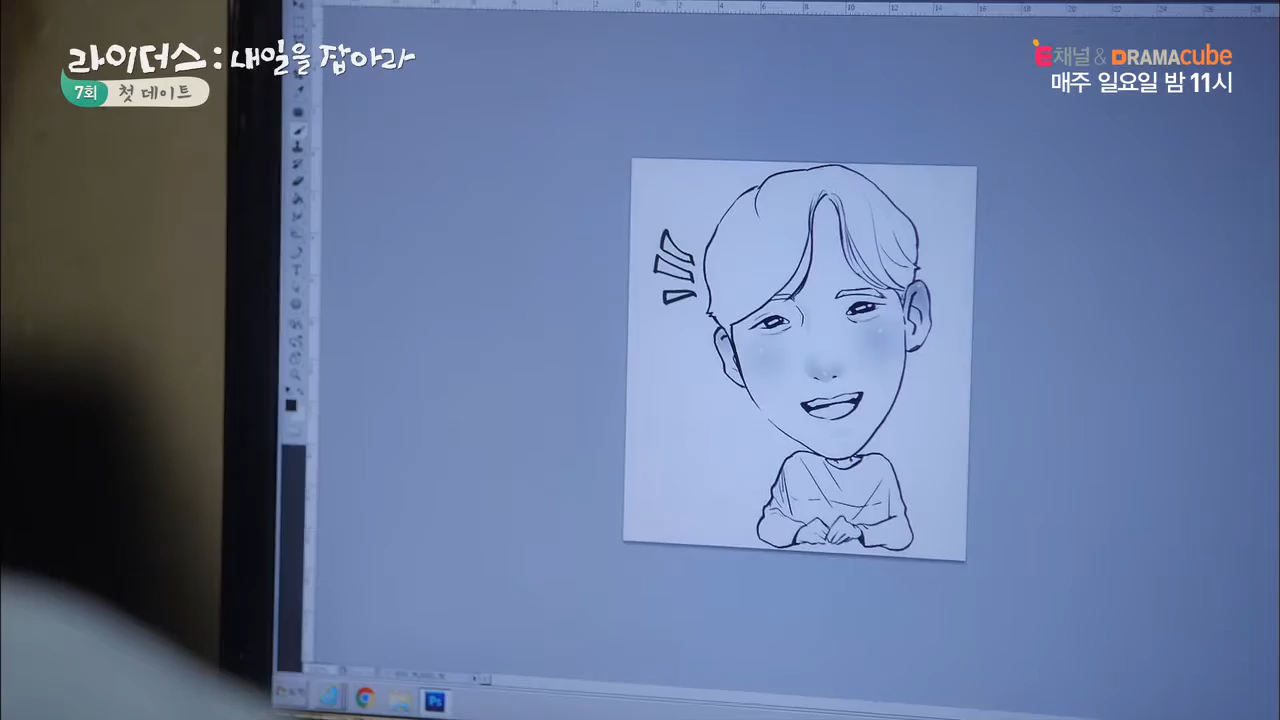 라이더스 : 내일을 잡아라
7회 첫 데이트
E채널 & DRAMAcube
매주 일요일 밤 11시
Ps